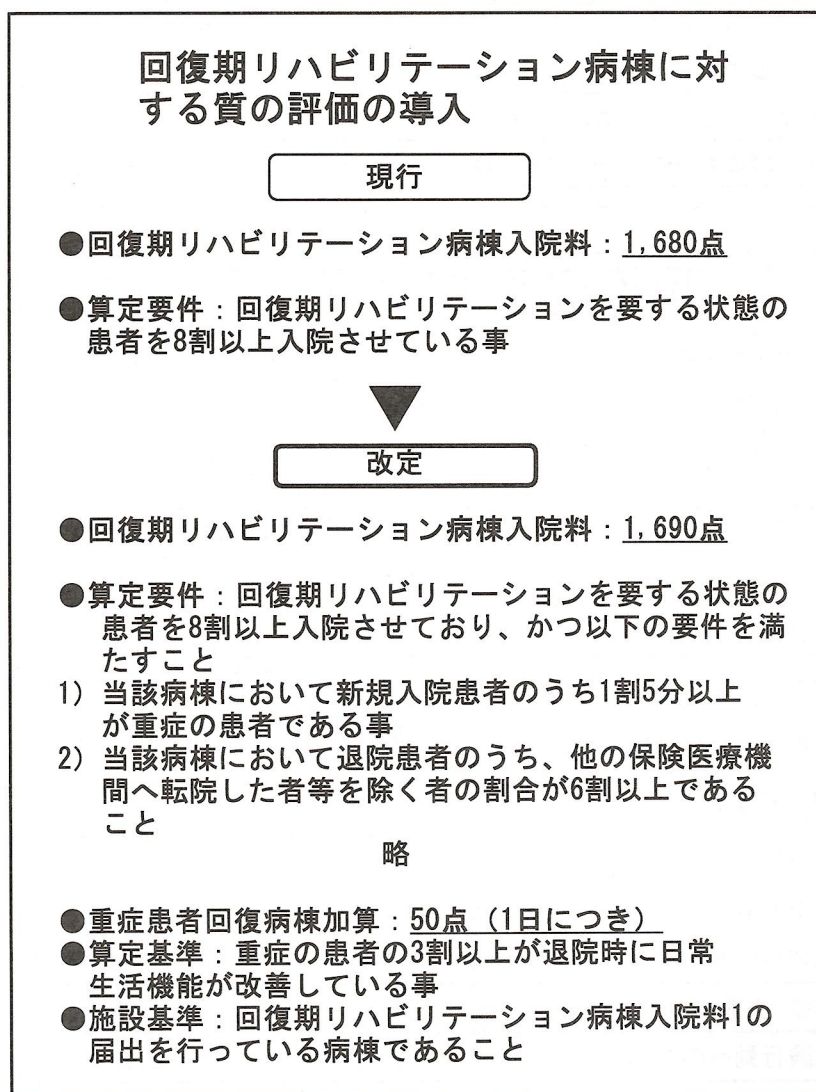 回復期リハビリテーション病棟に対
する質の評価の導入
現行
●回復期リハビリテーション病棟入院料：1,680点
●算定要件：回復期リハビリテーションを要する状態の
患者を8割以上入院させている事
改定
●回復期リハビリテーション病棟入院料：1,690点
●算定要件：回復期リハビリテーションを要する状態の
患者を8割以上入院させており、かつ以下の要件を満
たすこと
1）当該病棟において新規入院患者のうち1割5分以上
が重症の患者である事
2）当該病棟において退院患者のうち、他の保険医療機
関へ転院した者等を除く者の割合が6割以上である
こと
略
●重症患者回復病棟加算：50点（1日につき）
●算定基準：重症の患者の3割以上が退院時に日常
生活機能が改善している事
●施設基準：回復期リハビリテーション病棟入院料1の
届出を行っている病棟であること